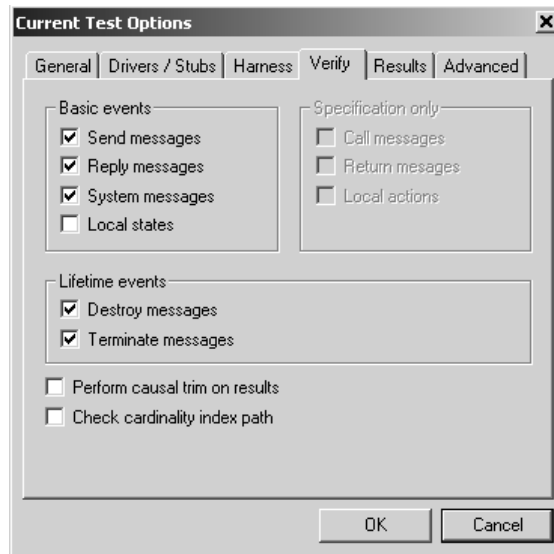 Current Test Options
General Drivers / Stubs Harness Verify Results Advanced
Basic events
Send messages
Reply messages
System messages
Local states
Specification only
Call messages
Return mesages
Local actions
Lifetime events
Destroy messages
Terminate messages
Perform causal trim on results
Check cardinality index path
OK Cancel